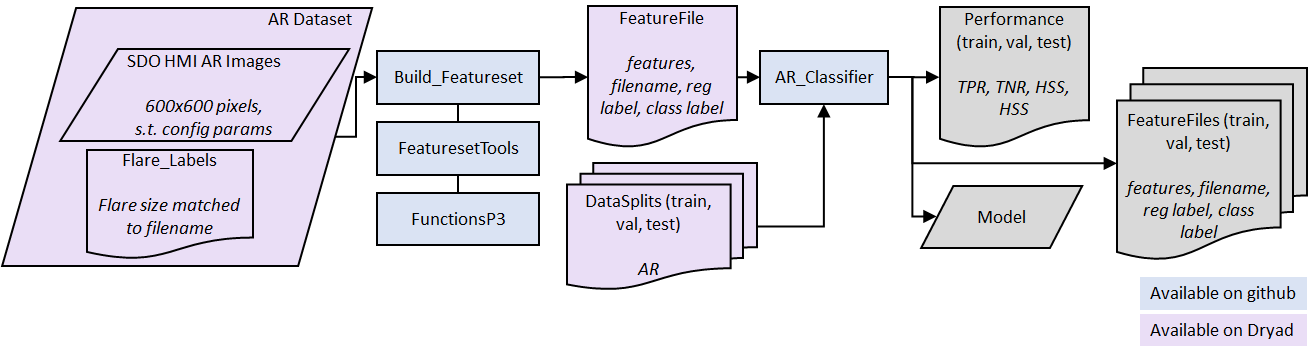 AR Dataset
SDO HMI AR Images
600x600 pixels,
s.t. config params
Flare_Labels
Flare size matched
to filename
Build_Featureset
FeaturesetTools
FunctionsP3
FeatureFile
features,
filename, reg
label, class label
DataSplits (train,
val, test)
AR
AR_Classifier
Performance
(train, val, test)
TPR, TNR, HSS,
HSS
Model
FeatureFiles (train,
val, test)
features, filename,
reg label, class
label
Available on github
Available on Dryad